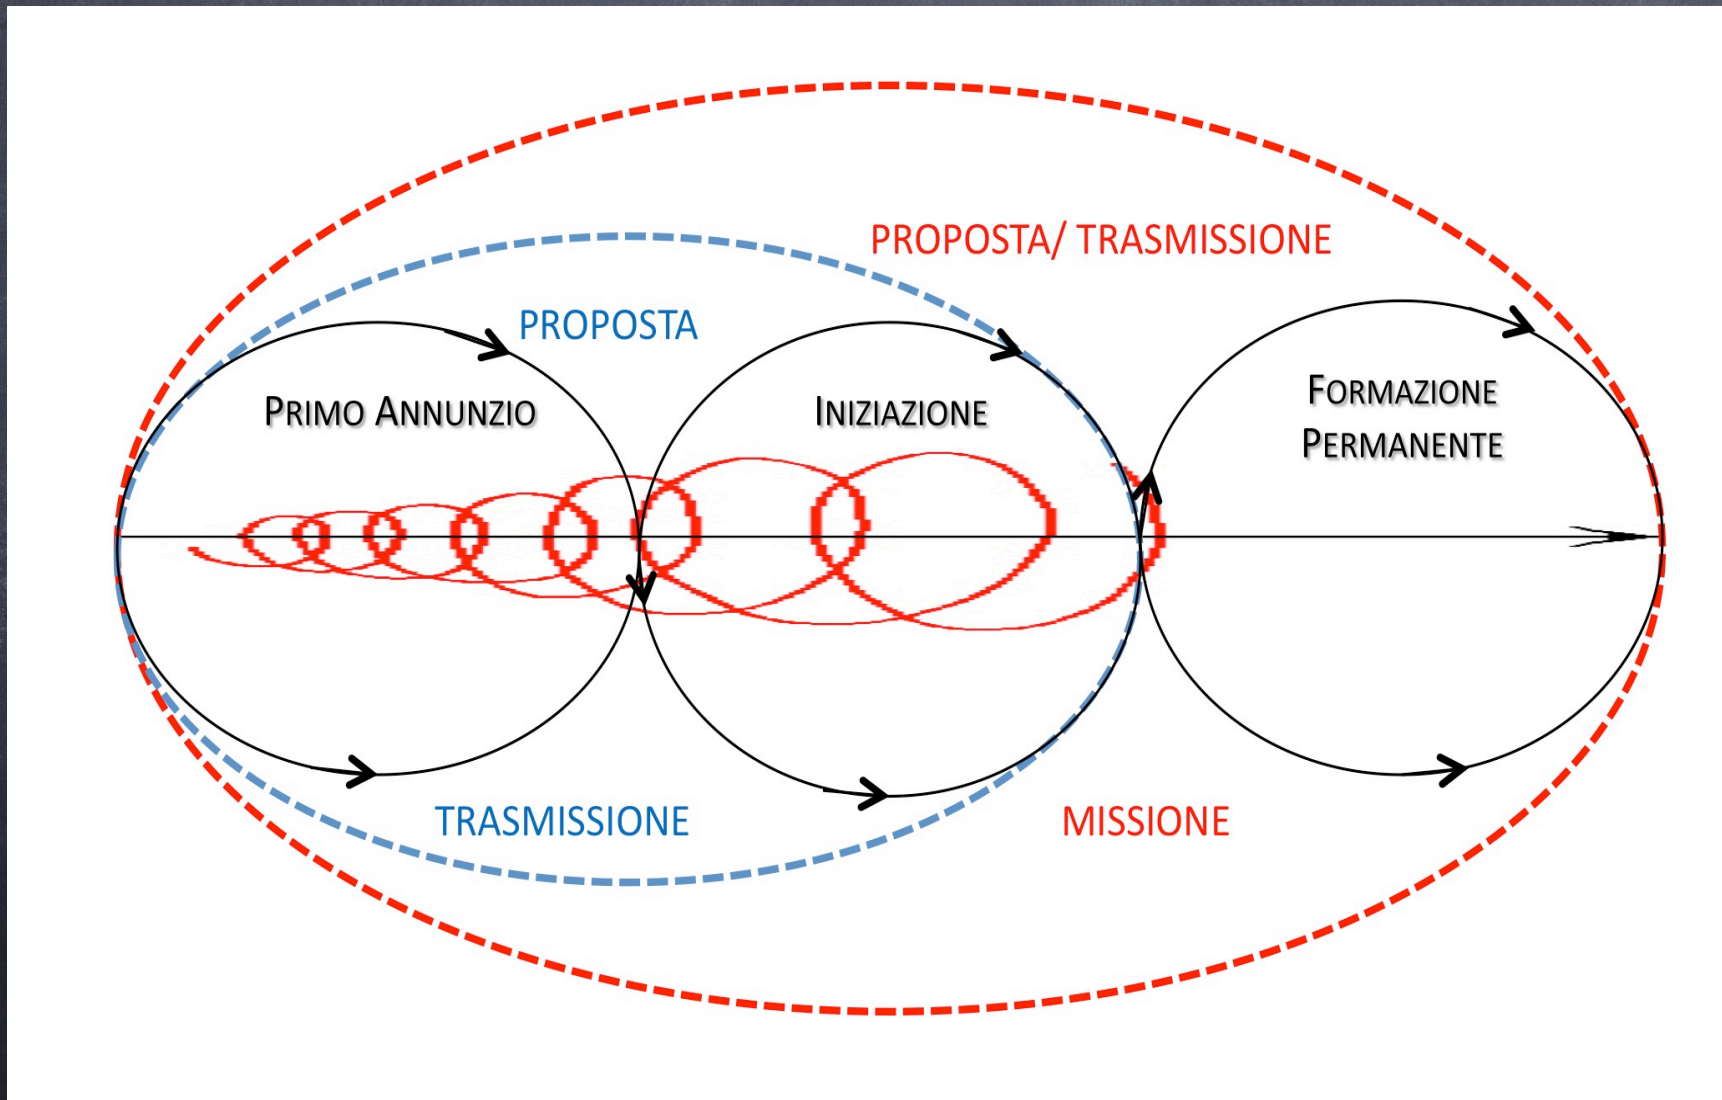 PROPOSTA/ TRASMISSIONE
PROPOSTA
PRIMO ANNUNZIO
INIZIAZIONE
FORMAZIONE
PERMANENTE
TRASMISSIONE
MISSIONE